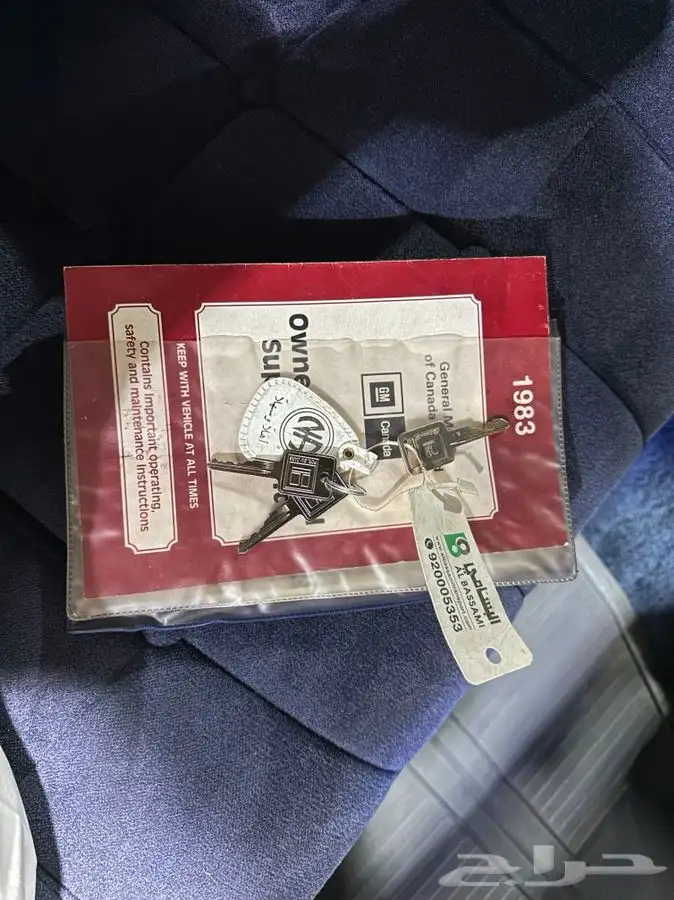 1983
General M
of Canada
GM
Canada
Owne
Su
KEEP WITH VEHICLE AT ALL TIMES
Contains important operating,
safety and maintenance instructions
البسامي
AL BASSAMI
920005353
حراج